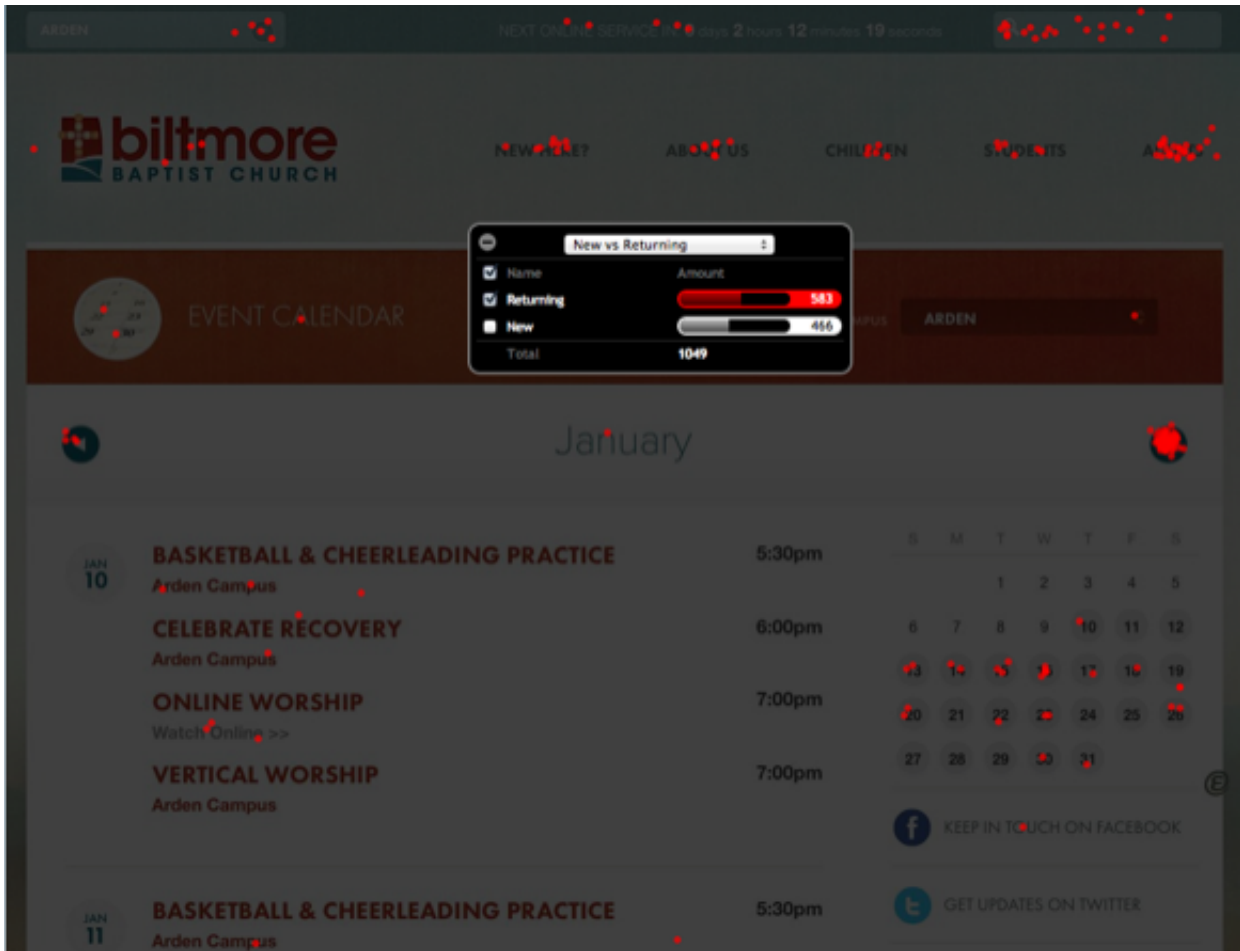 ARDEN
NEXT ONLINE SERVICE IN: days 2 hours 12 minutes 19 seconds
biltmore
BAPTIST CHURCH
NEW HERE?
ABOUT US
CHILDREN
STUDENTS
New vs Returning
Name Amount
Returning 583
New 466
Total 1049
EVENT CALENDAR
ARDEN
January
S M T W T F S
1 2 3 4 5
6 7 8 9 10 11 12
13 14 15 16 17 18 19
20 21 22 23 24 25 26
27 28 29 30 31
JAN
10
BASKETBALL & CHEERLEADING PRACTICE 5:30pm
Arden Campus
CELEBRATE RECOVERY 6:00pm
Arden Campus
ONLINE WORSHIP 7:00pm
Watch Online >>
VERTICAL WORSHIP 7:00pm
Arden Campus
f KEEP IN TOUCH ON FACEBOOK
GET UPDATES ON TWITTER
JAN
11
BASKETBALL & CHEERLEADING PRACTICE 5:30pm
Arden Campus